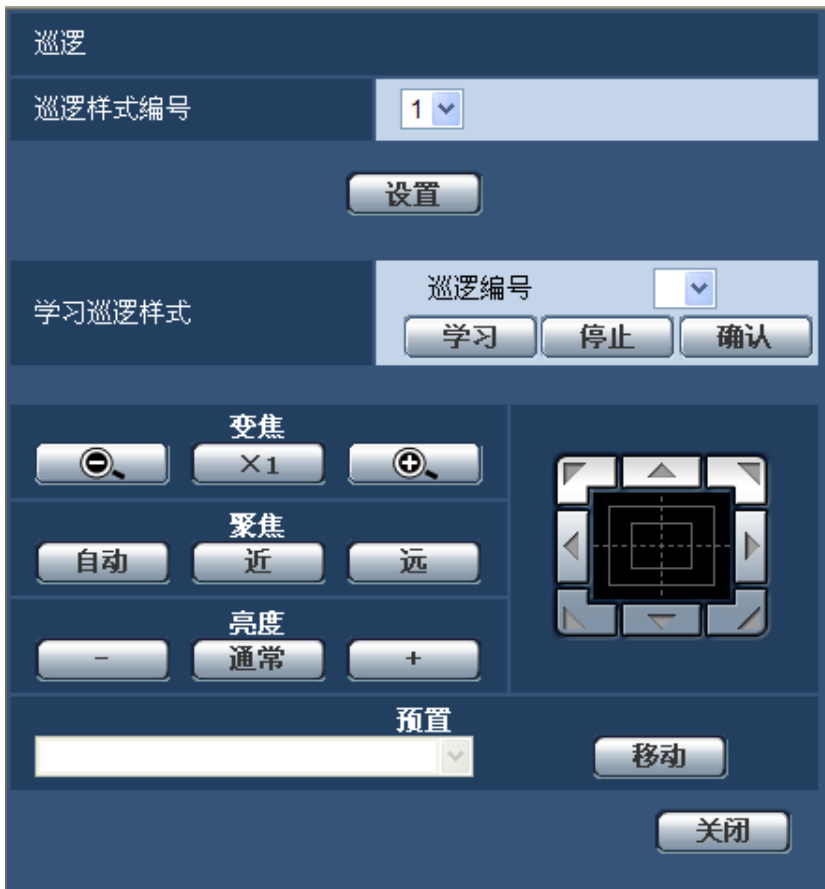 巡逻
巡逻样式编号 1
设置
学习巡逻样式
巡逻编号
学习 停止 确认
变焦
×1
聚焦
自动 近 远
亮度
- 通常 +
预置
移动
关闭